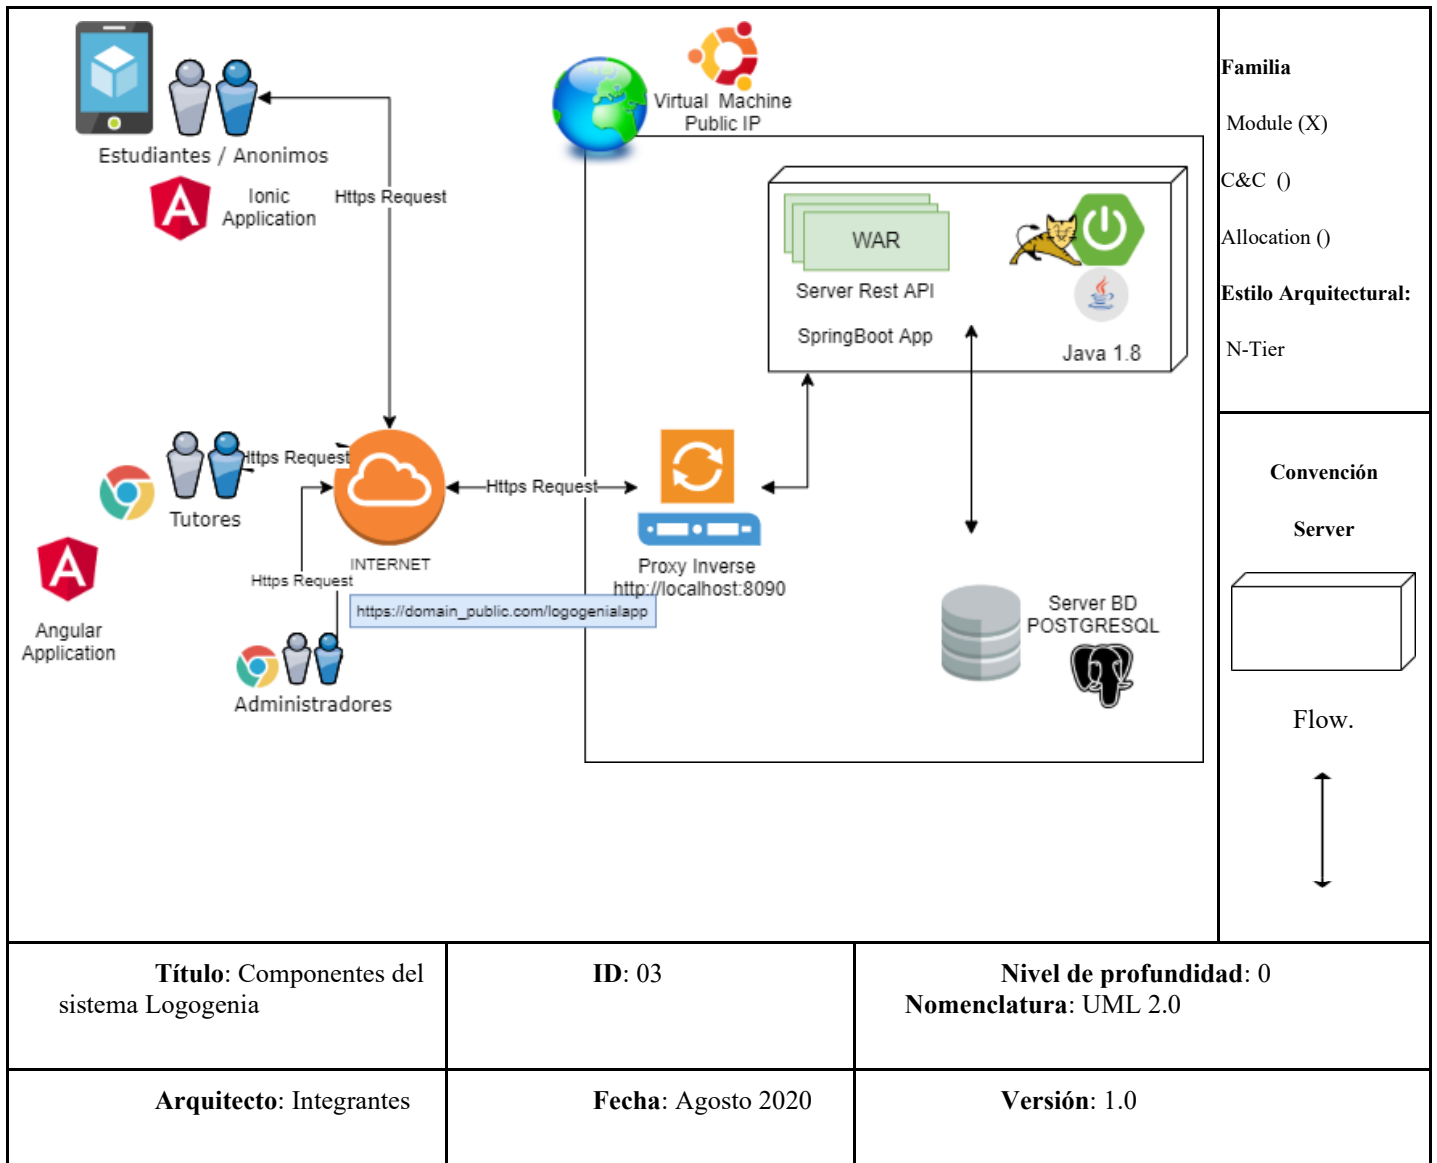 Virtual Machine
Public IP
Estudiantes / Anonimos
Ionic
Application
Https Request
WAR
Server Rest API
SpringBoot App
Java 1.8
Https Request
Tutores
Https Request
INTERNET
Https Request
Proxy Inverse
http://localhost:8090
https://domain_public.com/logogenialapp
Angular
Application
Administradores
Server BD
POSTGRESQL
Familia
Module (X)
C&C ()
Allocation ()
Estilo Arquitectural:
N-Tier
Convención
Server
Flow.
Título: Componentes del
sistema Logogenia
ID: 03
Nivel de profundidad: 0
Nomenclatura: UML 2.0
Arquitecto: Integrantes
Fecha: Agosto 2020
Versión: 1.0